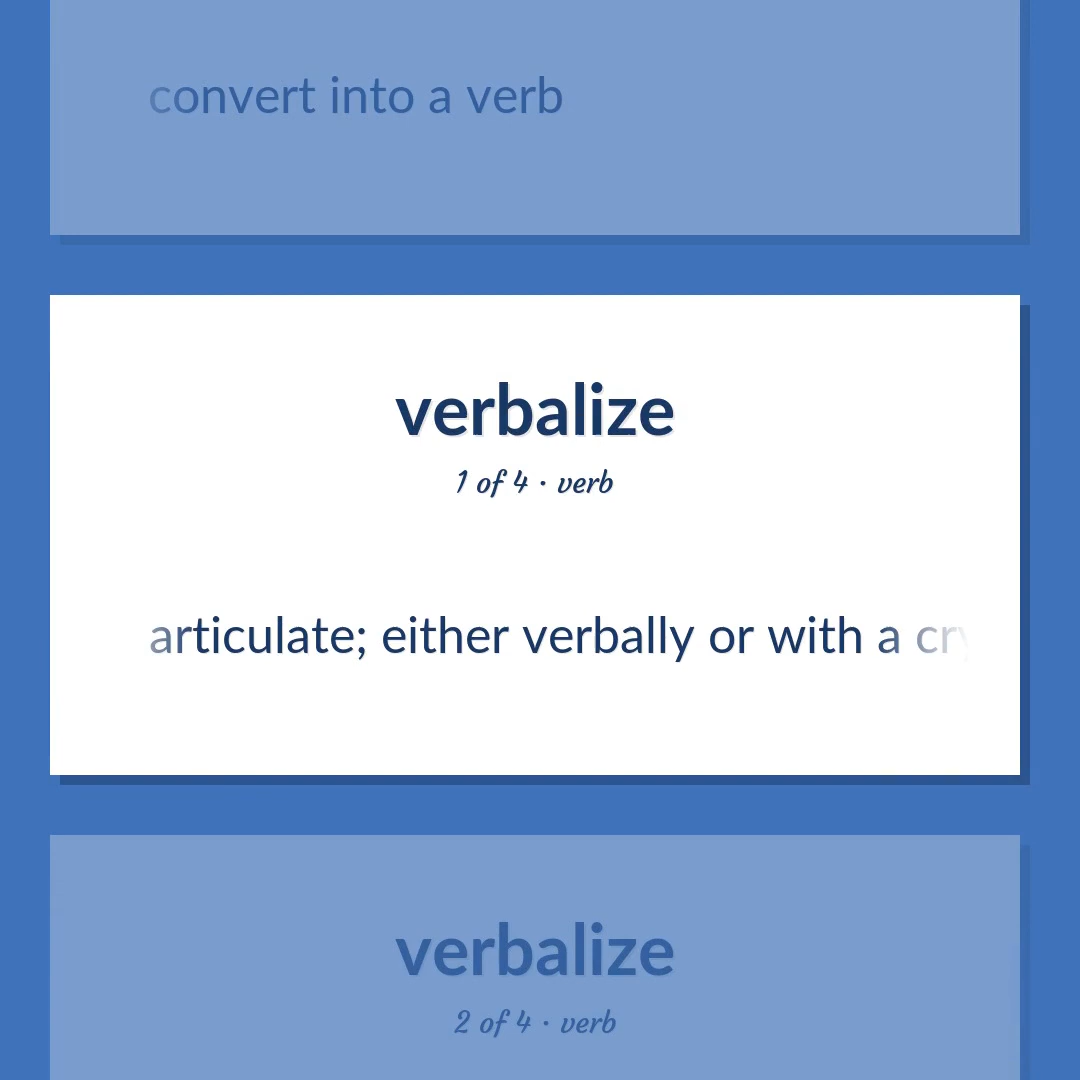 convert into a verb
verbalize
1 of 4 · verb
articulate; either verbally or with a
verbalize
2 of 4 · verb